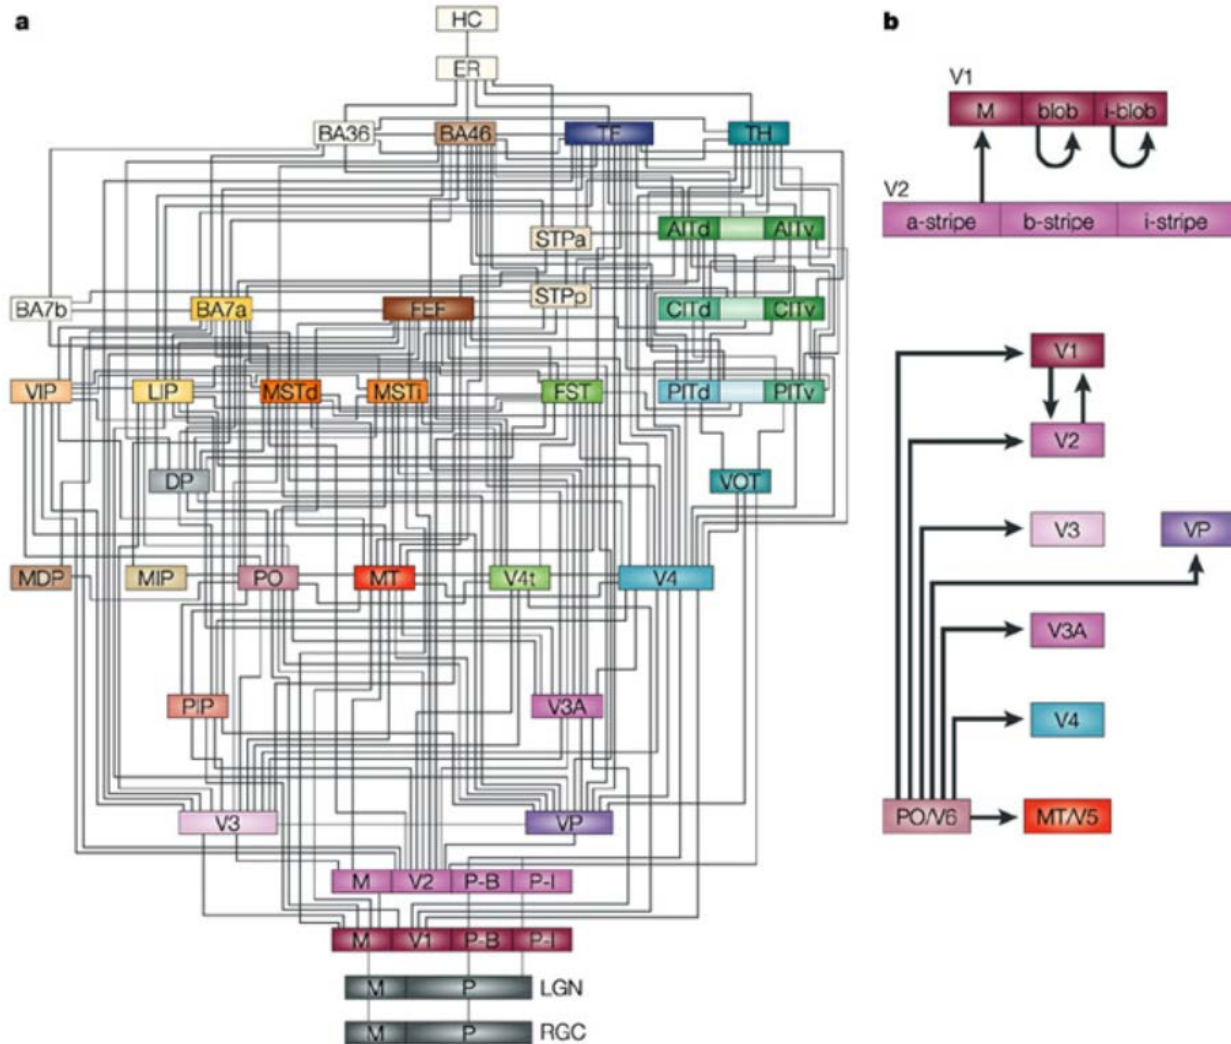 a
HC
ER
BA36 BA46 TF TH
AITd AITv
STPa
STPp
BA7b BA7a FEF CITd CITv
VIP LIP MSTd MSTi FST PITd PITv
DP VOT
MDP MIP PO MT V4t V4
PIP V3A
V3 VP
M V2 P-B P-I
M V1 P-B P-I
M P LGN
M P RGC
b
V1
M blob i-blob
V2
a-stripe b-stripe i-stripe
V1
V2
V3 VP
V3A
V4
PO/V6 MT/V5